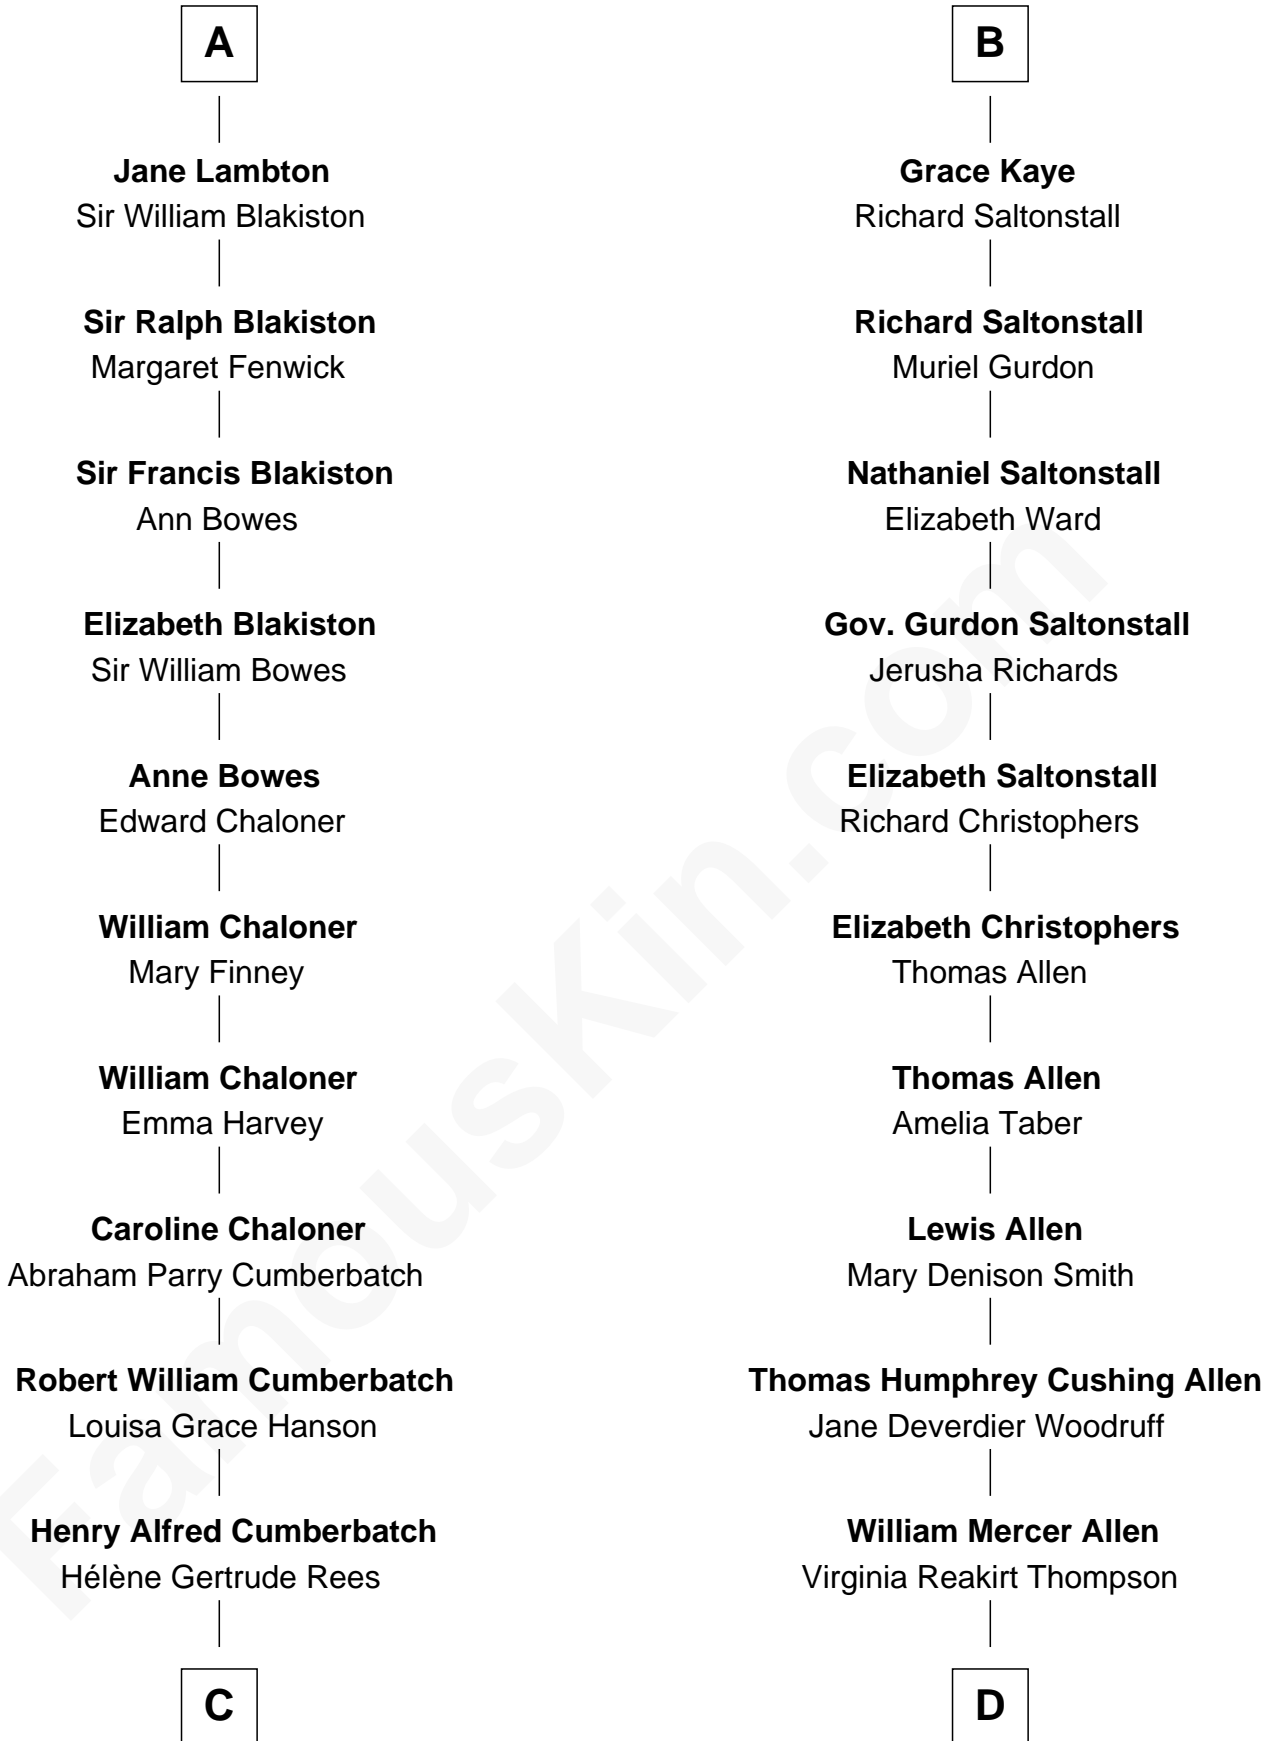 A
Jane Lambton
Sir William Blakiston
Sir Ralph Blakiston
Margaret Fenwick
Sir Francis Blakiston
Ann Bowes
Elizabeth Blakiston
Sir William Bowes
Anne Bowes
Edward Chaloner
William Chaloner
Mary Finney
William Chaloner
Emma Harvey
Caroline Chaloner
Abraham Parry Cumberbatch
Robert William Cumberbatch
Louisa Grace Hanson
Henry Alfred Cumberbatch
Hélène Gertrude Rees
C
B
Grace Kaye
Richard Saltonstall
Richard Saltonstall
Muriel Gurdon
Nathaniel Saltonstall
Elizabeth Ward
Gov. Gurdon Saltonstall
Jerusha Richards
Elizabeth Saltonstall
Richard Christophers
Elizabeth Christophers
Thomas Allen
Thomas Allen
Amelia Taber
Lewis Allen
Mary Denison Smith
Thomas Humphrey Cushing Allen
Jane Deverdier Woodruff
William Mercer Allen
Virginia Reakirt Thompson
D
FamousKin.com